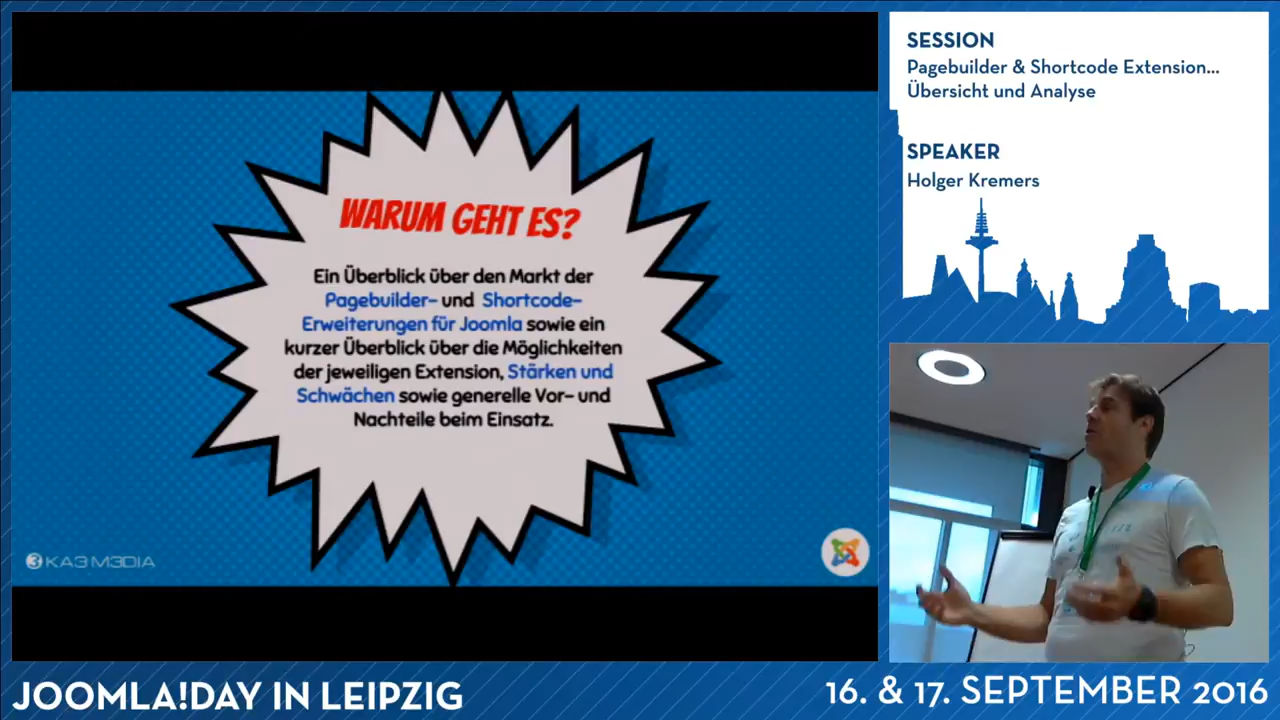 WARUM GEHT ES?
Ein Überblick über den Markt der
Pagebuilder- und Shortcode-
Erweiterungen für Joomla sowie ein
kurzer Überblick über die Möglichkeiten
der jeweiligen Extension, Stärken und
Schwächen sowie generelle Vor- und
Nachteile beim Einsatz.
3 KA3 M3DIA
SESSION
Pagebuilder & Shortcode Extension...
Übersicht und Analyse
SPEAKER
Holger Kremers
JOOMLA!DAY IN LEIPZIG
16. & 17. SEPTEMBER 2016